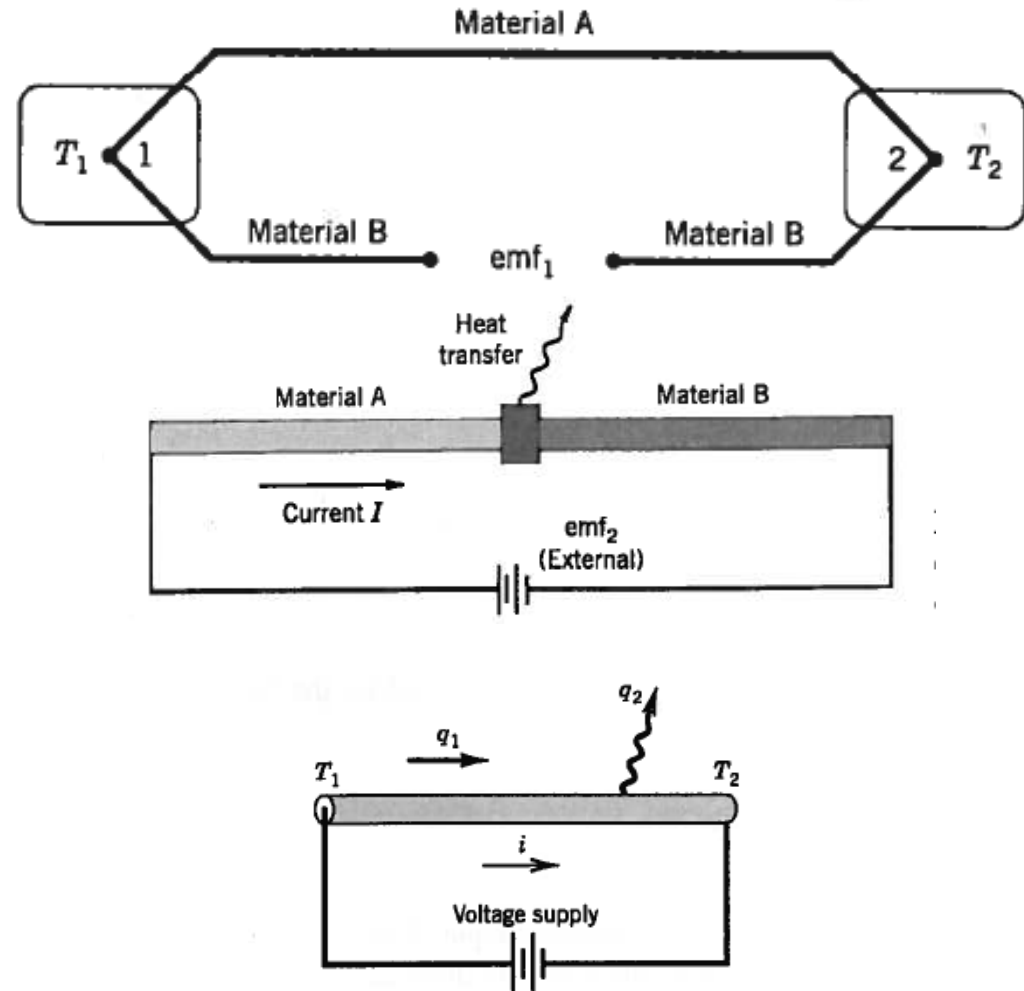 Material A
T₁ 1 2 T₂
Material B emf₁ Material B
Heat
transfer
Material A Material B
Current I
emf₂
(External)
q₂
q₁
T₁ T₂
i
Voltage supply